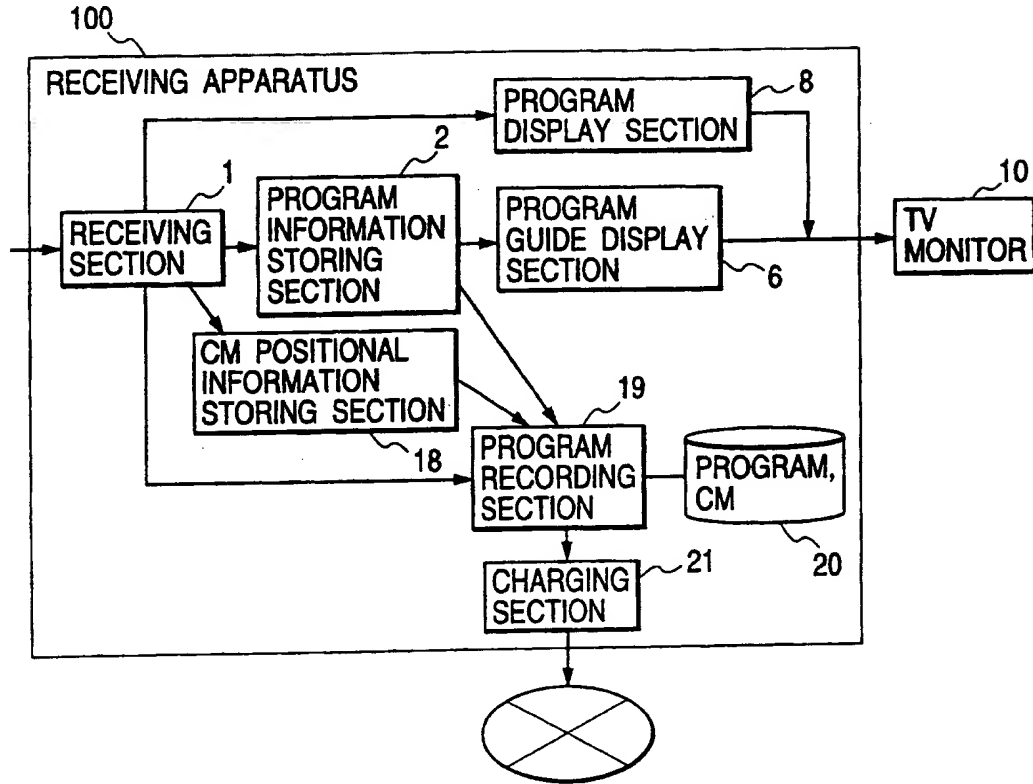 100
RECEIVING APPARATUS
8
PROGRAM
DISPLAY SECTION
2
1
PROGRAM
INFORMATION
STORING
SECTION
RECEIVING
SECTION
PROGRAM
GUIDE DISPLAY
SECTION
6
10
TV
MONITOR
CM POSITIONAL
INFORMATION
STORING SECTION
18
19
PROGRAM
RECORDING
SECTION
PROGRAM,
CM
20
21
CHARGING
SECTION